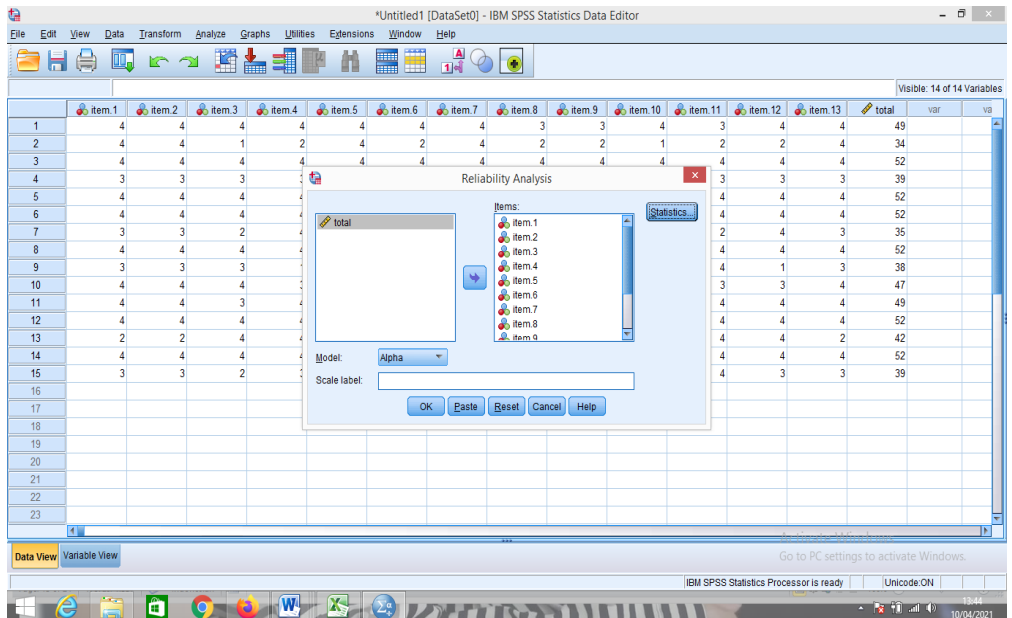 *Untitled1 [DataSet0] - IBM SPSS Statistics Data Editor
File Edit View Data Transform Analyze Graphs Utilities Extensions Window Help
Visible: 14 of 14 Variables
item.1 item.2 item.3 item.4 item.5 item.6 item.7 item.8 item.9 item.10 item.11 item.12 item.13 total var va
1 4 4 4 4 4 4 4 3 3 4 3 4 4 49
2 4 4 1 2 4 2 4 2 2 1 2 2 4 34
3 4 4 4 4 4 4 4 4 4 4 4 4 4 52
4 3 3 3 3 3 3 39
5 4 4 4 4 4 4 52
6 4 4 4 4 4 4 52
7 3 3 2 2 4 3 35
8 4 4 4 4 4 4 52
9 3 3 3 4 1 3 38
10 4 4 4 3 3 4 47
11 4 4 3 4 4 4 49
12 4 4 4 4 4 4 52
13 2 2 4 4 4 2 42
14 4 4 4 4 4 4 52
15 3 3 2 4 3 3 39
16
17
18
19
20
21
22
23
Reliability Analysis
Items:
total
item.1
item.2
item.3
item.4
item.5
item.6
item.7
item.8
item.9
Statistics...
Model: Alpha
Scale label:
OK Paste Reset Cancel Help
Data View Variable View
Go to PC settings to activate Windows.
IBM SPSS Statistics Processor is ready Unicode:ON
13:44
10/04/2021